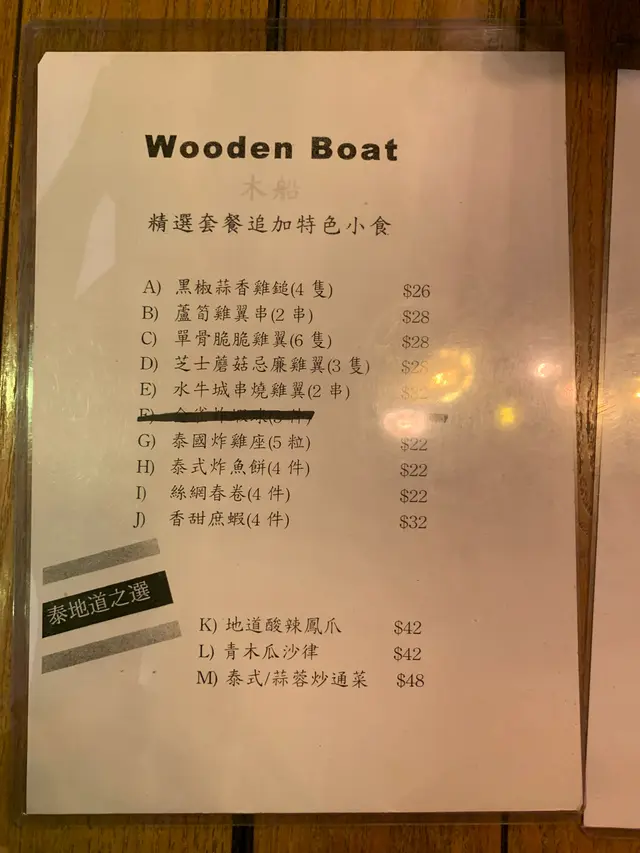 Wooden Boat
木船
精選套餐追加特色小食
A) 黑椒蒜香雞鎚(4 隻) $26
B) 蘆筍雞翼串(2 串) $28
C) 單骨脆脆雞翼(6 隻) $28
D) 芝士蘑菇忌廉雞翼(3 隻) $28
E) 水牛城串燒雞翼(2 串) $32
F)
G) 泰國炸雞座(5 粒) $22
H) 泰式炸魚餅(4 件) $22
I) 絲網春卷(4 件) $22
J) 香甜庶蝦(4 件) $32
泰地道之選
K) 地道酸辣鳳爪 $42
L) 青木瓜沙律 $42
M) 泰式/蒜蓉炒通菜 $48